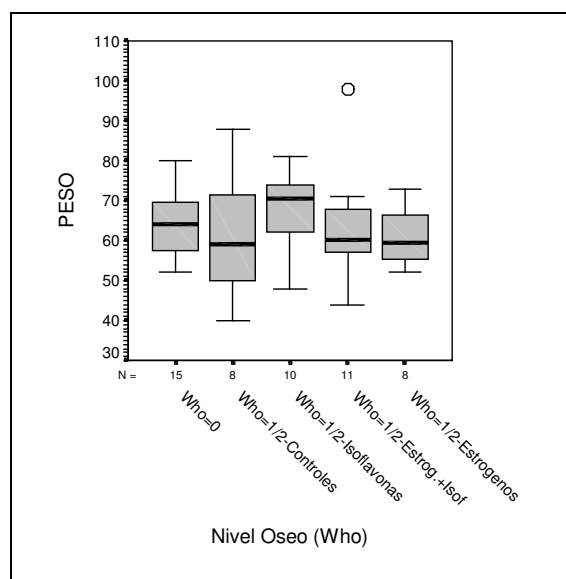 110
100
90
80
70
60
50
40
30
PESO
N = 15 8 10 11 8
Who=0
Who=1/2-Controles
Who=1/2-Isoflavonas
Who=1/2-Estrog.+Isof
Who=1/2-Estrogenos
Nivel Oseo (Who)